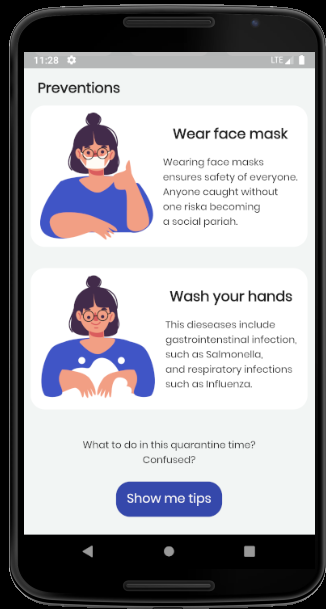 11:28 LTE
Preventions
Wear face mask
Wearing face masks
ensures safety of everyone.
Anyone caught without
one riska becoming
a social pariah.
Wash your hands
This dieseases include
gastrointenstinal infection,
such as Salmonella,
and respiratory infections
such as Influenza.
What to do in this quarantine time?
Confused?
Show me tips